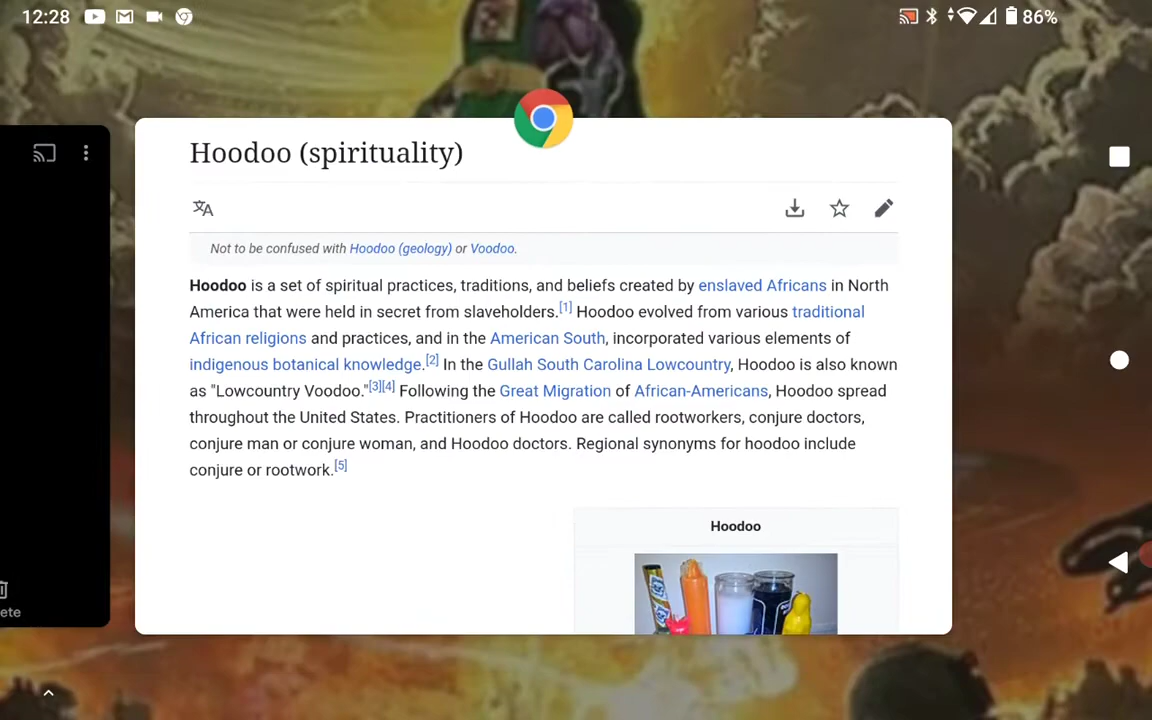 12:28
86%
Hoodoo (spirituality)
Not to be confused with Hoodoo (geology) or Voodoo.
Hoodoo is a set of spiritual practices, traditions, and beliefs created by enslaved Africans in North
America that were held in secret from slaveholders.[1] Hoodoo evolved from various traditional
African religions and practices, and in the American South, incorporated various elements of
indigenous botanical knowledge.[2] In the Gullah South Carolina Lowcountry, Hoodoo is also known
as "Lowcountry Voodoo."[3][4] Following the Great Migration of African-Americans, Hoodoo spread
throughout the United States. Practitioners of Hoodoo are called rootworkers, conjure doctors,
conjure man or conjure woman, and Hoodoo doctors. Regional synonyms for hoodoo include
conjure or rootwork.[5]
Hoodoo
ete